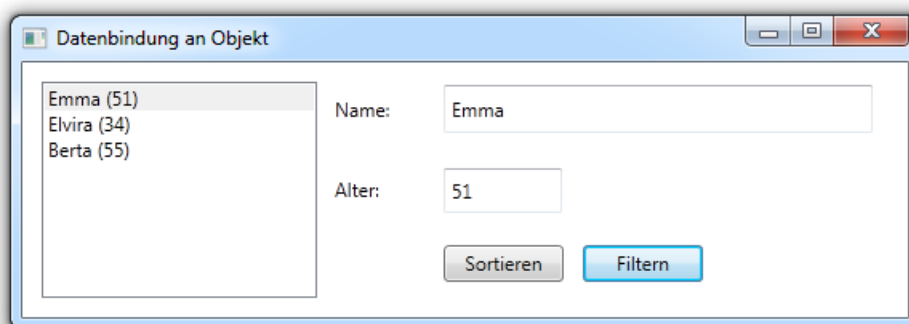 Datenbindung an Objekt
Emma (51)
Elvira (34)
Berta (55)
Name: Emma
Alter: 51
Sortieren Filtern